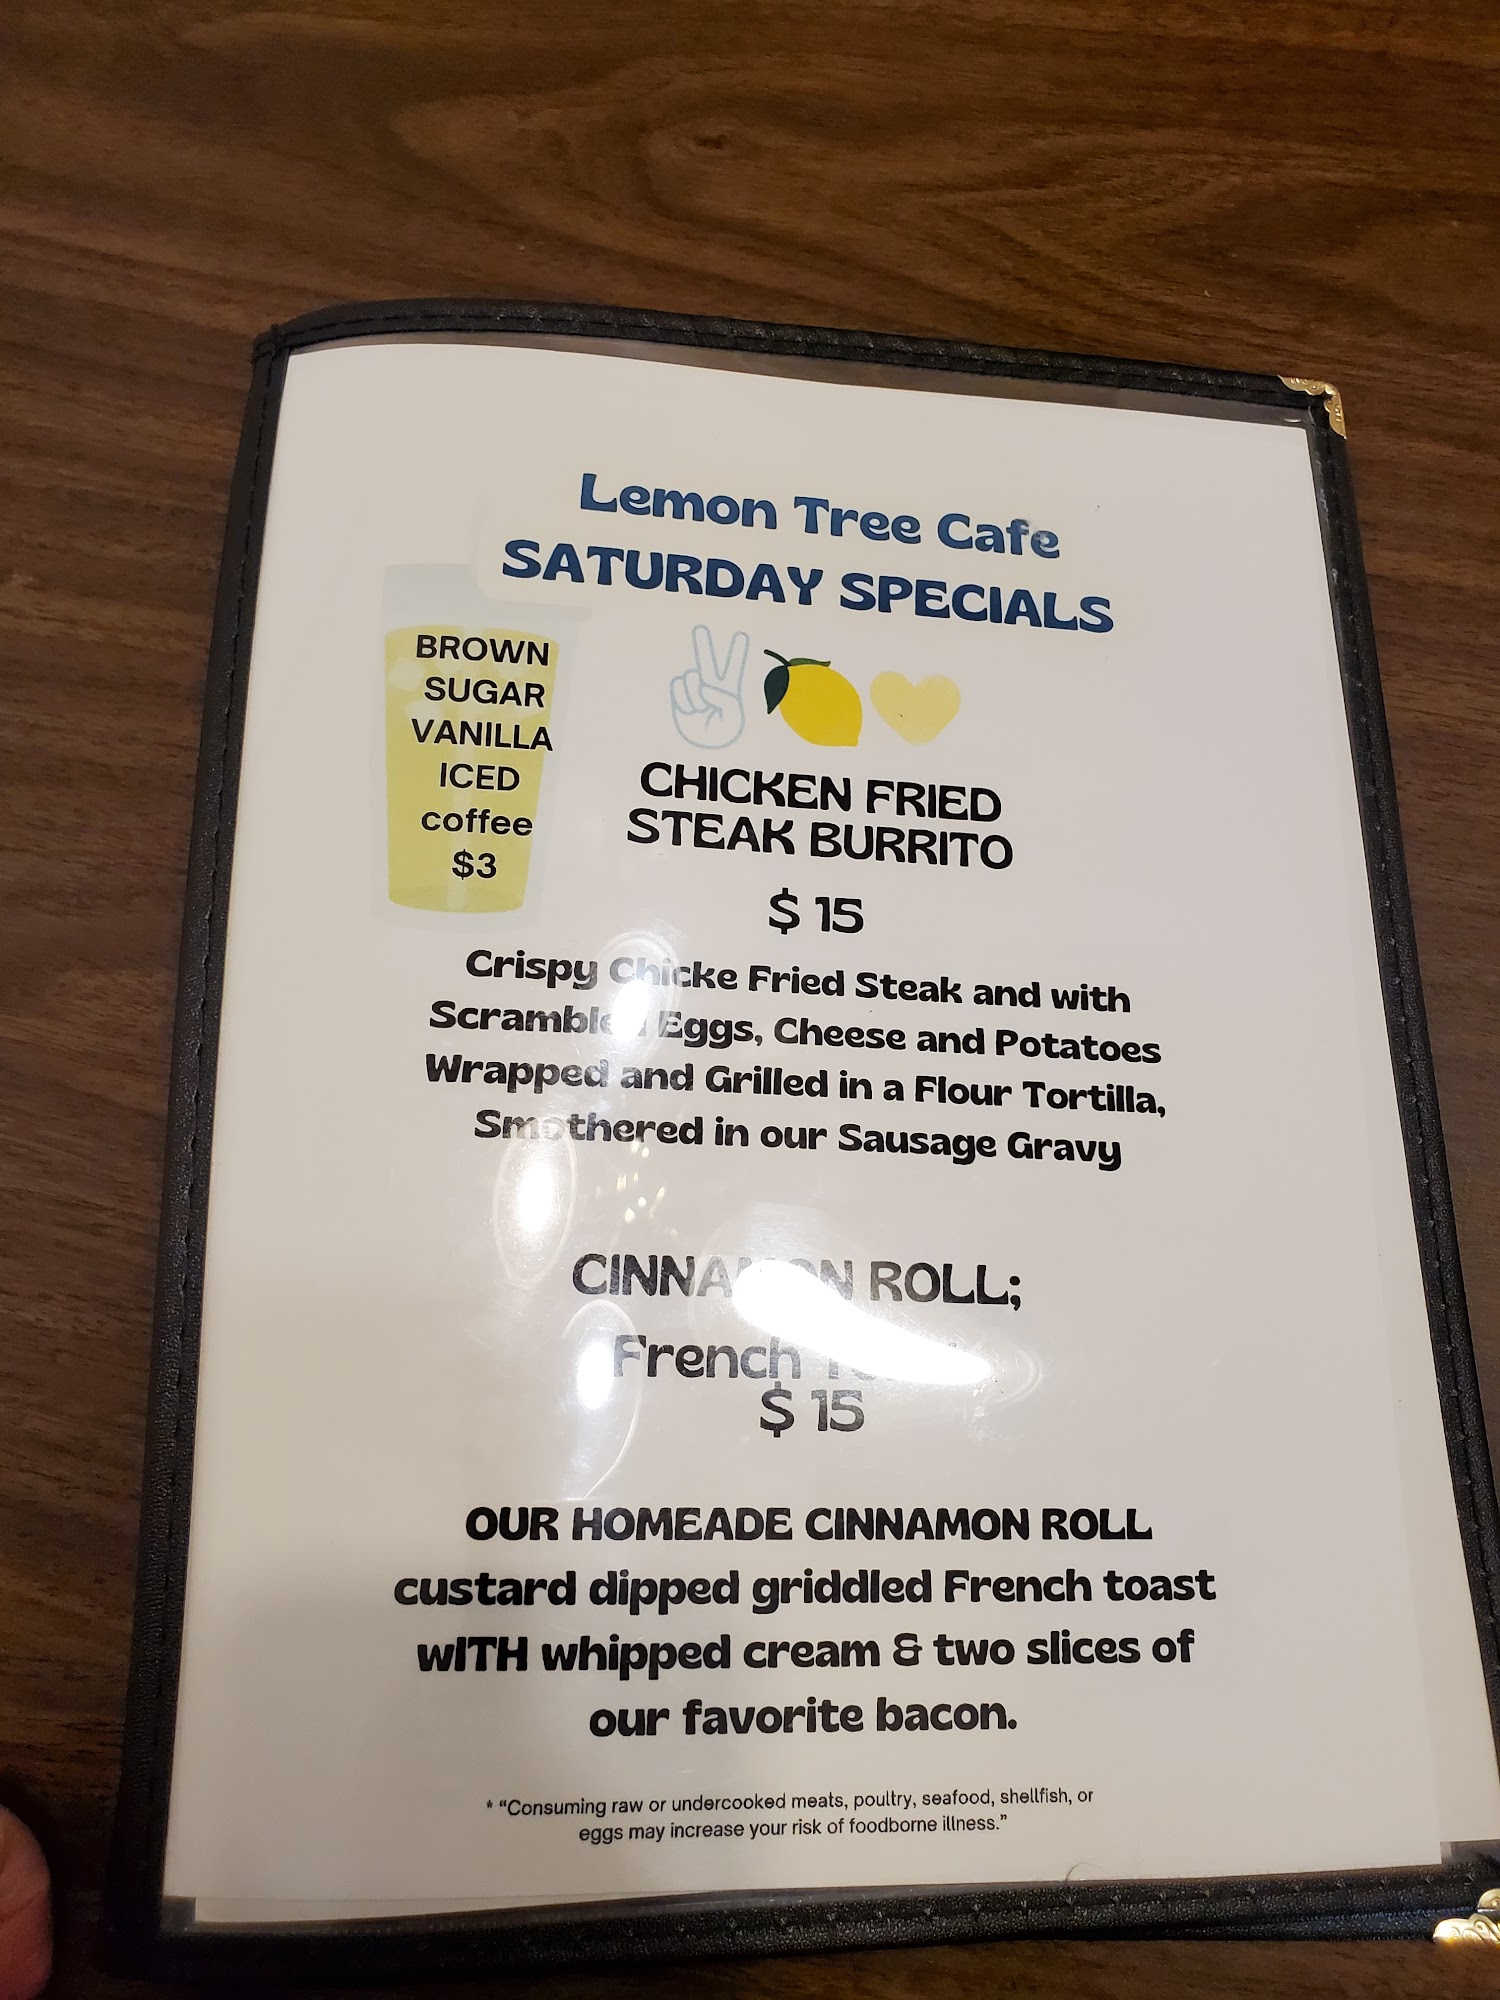 Lemon Tree Cafe
SATURDAY SPECIALS
BROWN
SUGAR
VANILLA
ICED
coffee
$3
CHICKEN FRIED
STEAK BURRITO
$ 15
Crispy Chicke Fried Steak and with
Scrambled Eggs, Cheese and Potatoes
Wrapped and Grilled in a Flour Tortilla,
Smothered in our Sausage Gravy
CINNAMON ROLL;
French
$ 15
OUR HOMEADE CINNAMON ROLL
custard dipped griddled French toast
wITH whipped cream & two slices of
our favorite bacon.
* "Consuming raw or undercooked meats, poultry, seafood, shellfish, or
eggs may increase your risk of foodborne illness."